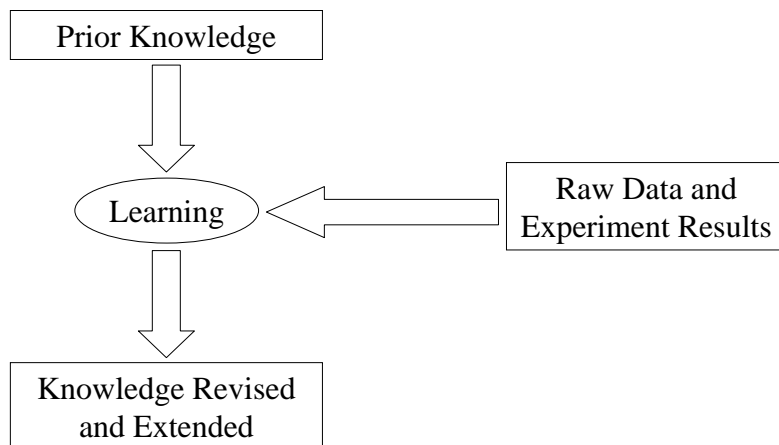 Prior Knowledge
Learning
Raw Data and
Experiment Results
Knowledge Revised
and Extended